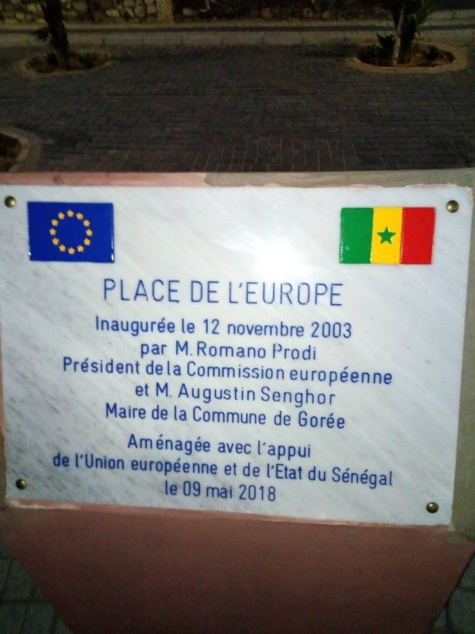 PLACE DE L'EUROPE
Inaugurée le 12 novembre 2003
par M. Romano Prodi
Président de la Commission européenne
et M. Augustin Senghor
Maire de la Commune de Gorée
Aménagée avec l'appui
de l'Union européenne et de l'Etat du Sénégal
le 09 mai 2018